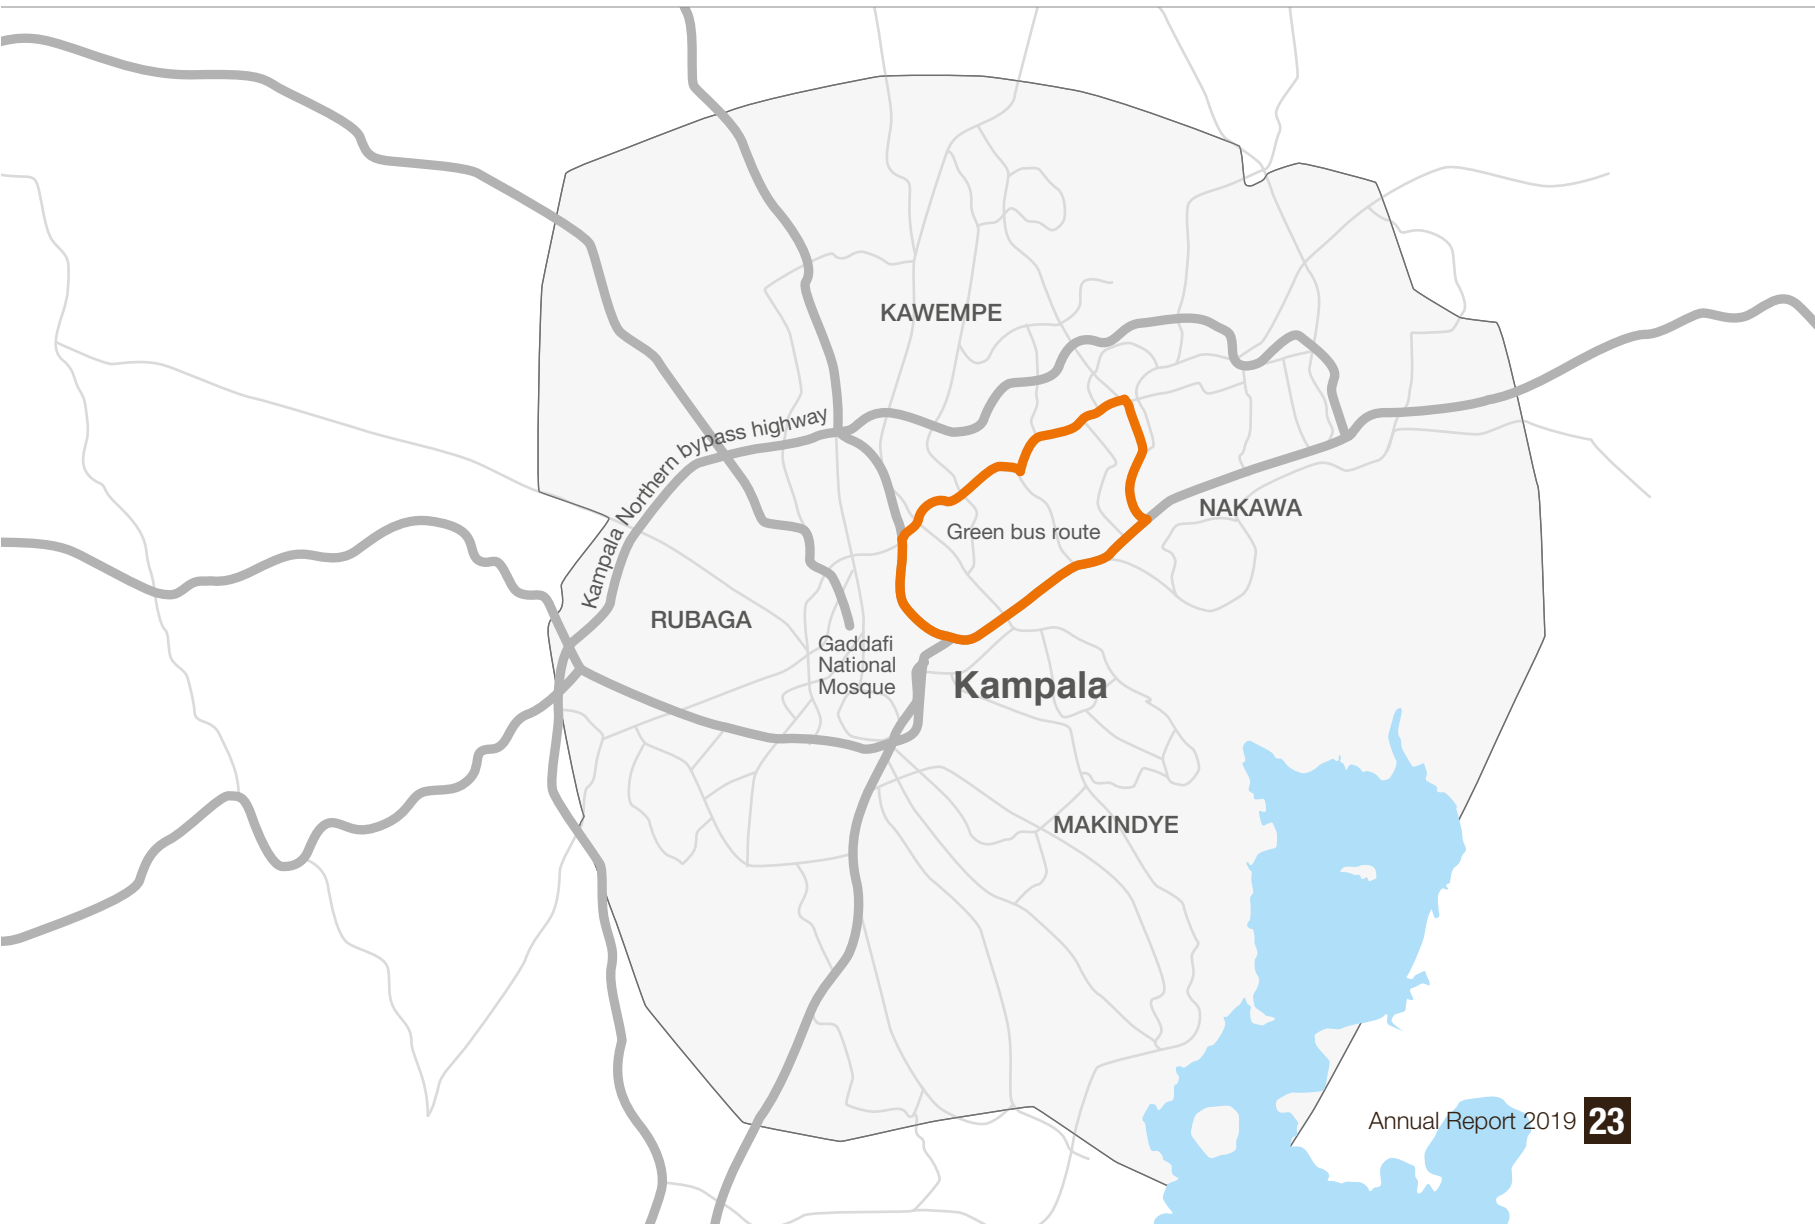 KAWEMPE
Kampala Northern bypass highway
NAKAWA
Green bus route
RUBAGA
Gaddafi
National
Mosque
Kampala
MAKINDYE
Annual Report 2019 23